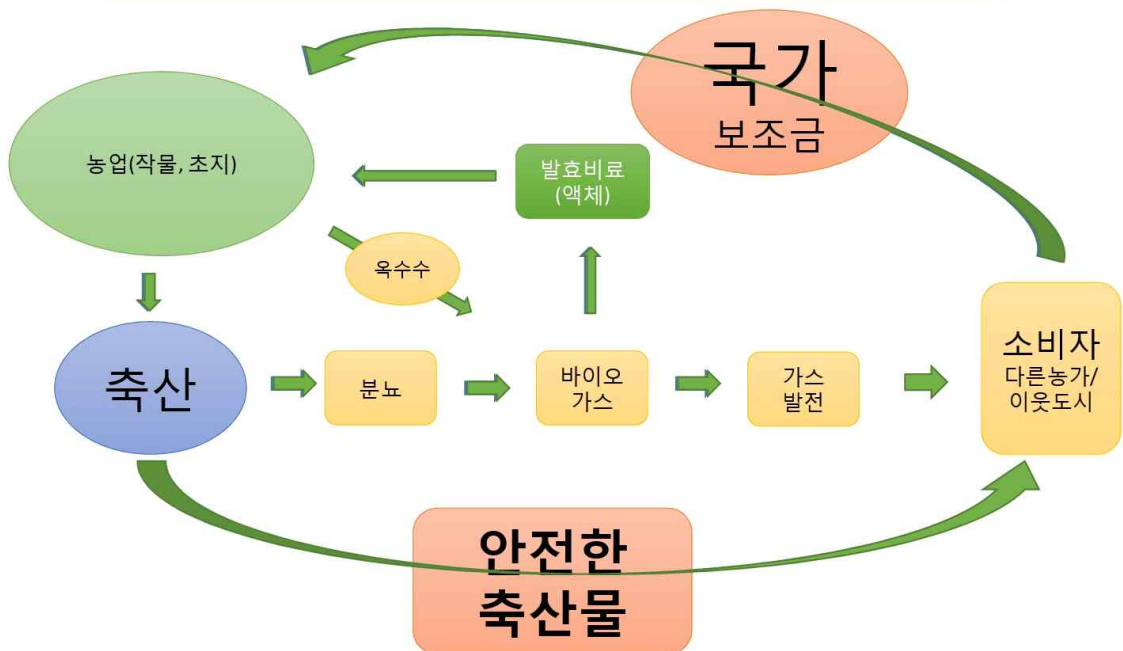 국가
보조금
농업(작물, 초지)
발효비료
(액체)
옥수수
축산
분뇨
바이오
가스
가스
발전
소비자
다른농가/
이웃도시
안전한
축산물